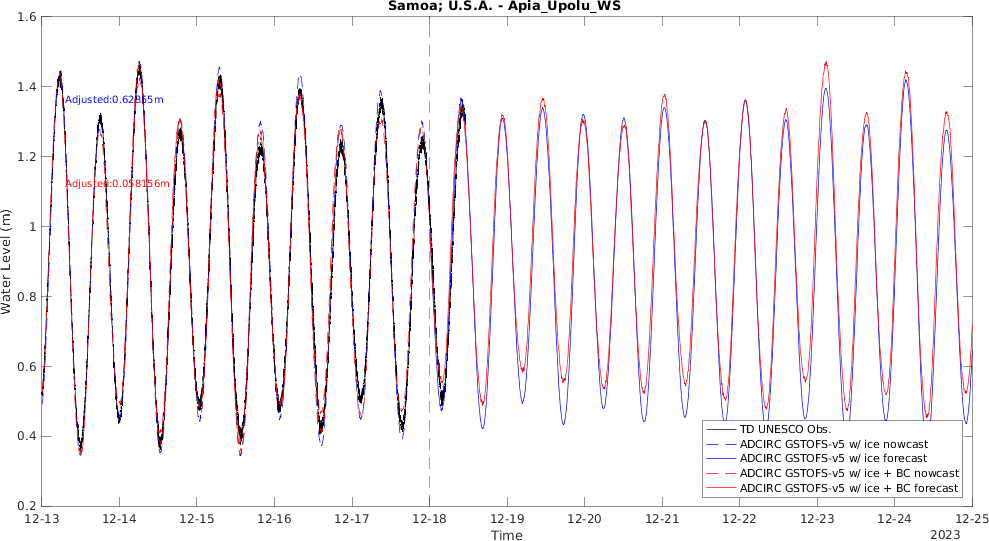 Samoa; U.S.A. - Apia_Upolu_WS
1.6
1.4
1.2
1
0.8
0.6
0.4
0.2
Water Level (m)
Adjusted:0.62855m
Adjusted:0.058156m
TD UNESCO Obs.
ADCIRC GSTOFS-v5 w/ ice nowcast
ADCIRC GSTOFS-v5 w/ ice forecast
ADCIRC GSTOFS-v5 w/ ice + BC nowcast
ADCIRC GSTOFS-v5 w/ ice + BC forecast
12-13 12-14 12-15 12-16 12-17 12-18 12-19 12-20 12-21 12-22 12-23 12-24 12-25
Time
2023